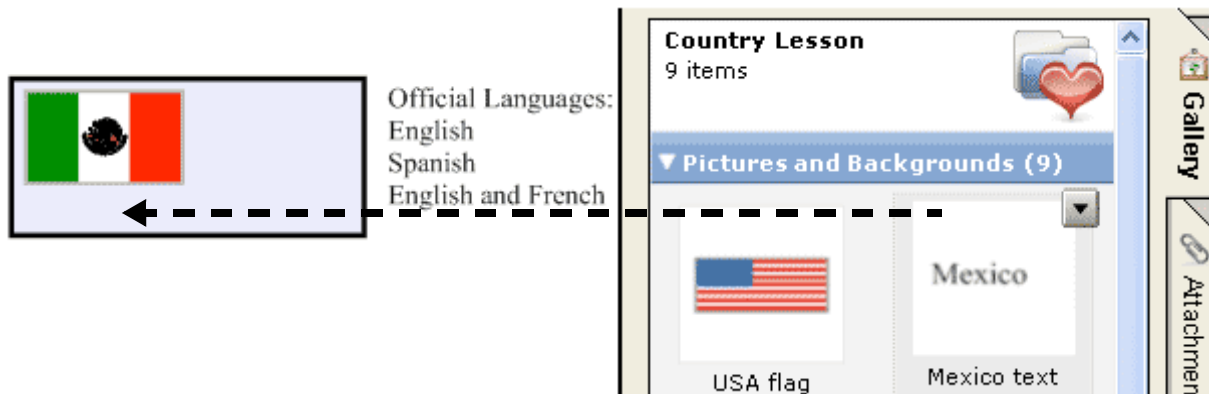 Official Languages:
English
Spanish
English and French
Country Lesson
9 items
Pictures and Backgrounds (9)
Mexico
USA flag
Mexico text
Gallery
Attachmen